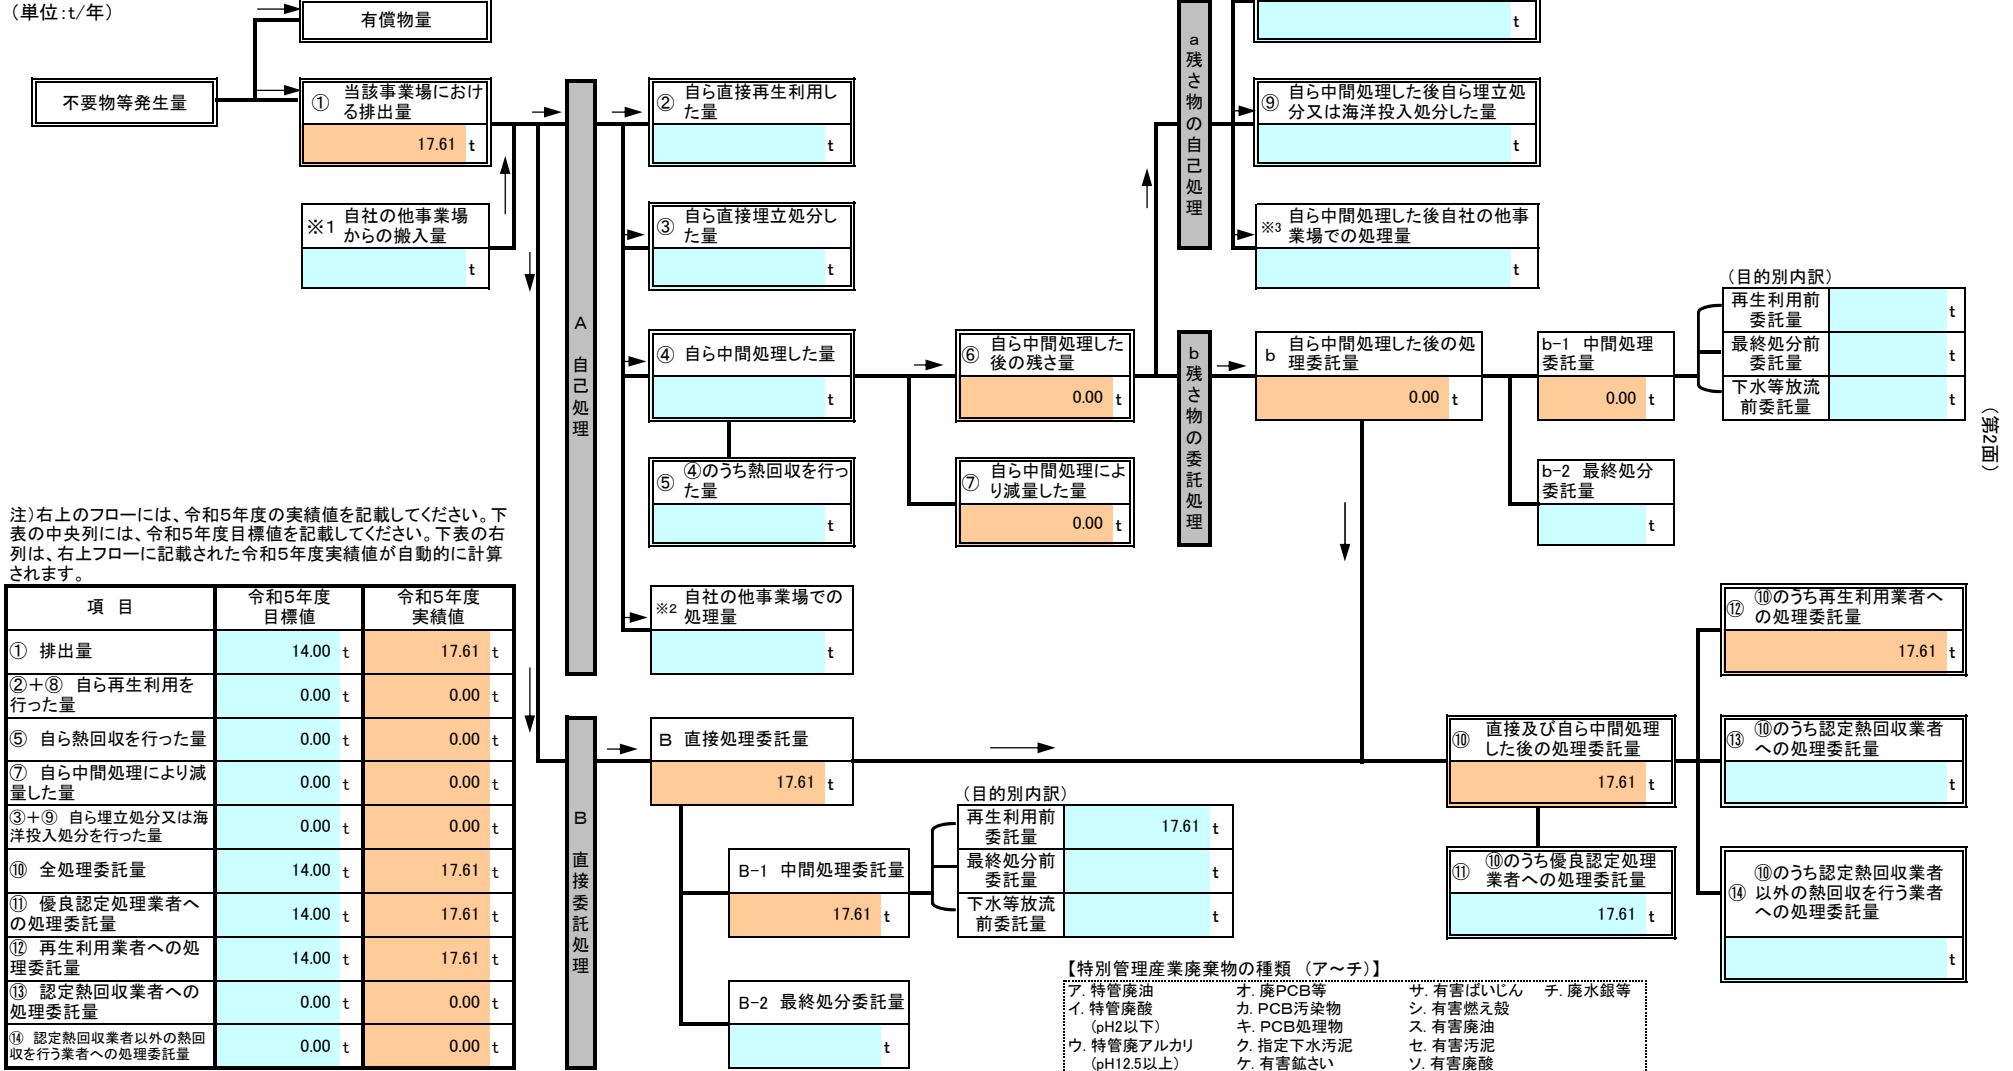 (単位:t/年)
有償物量
不要物等発生量
① 当該事業場におけ
る排出量
17.61 t
※1 自社の他事業場
からの搬入量
t
A 自己処理
② 自ら直接再生利用し
た量
t
③ 自ら直接埋立処分し
た量
t
④ 自ら中間処理した量
t
⑤ ④のうち熱回収を行っ
た量
t
※2 自社の他事業場での
処理量
t
⑥ 自ら中間処理した
後の残さ量
0.00 t
⑦ 自ら中間処理によ
り減量した量
0.00 t
a 残さ物の自己処理
t
⑨ 自ら中間処理した後自ら埋立処
分又は海洋投入処分した量
t
※3 自ら中間処理した後自社の他事
業場での処理量
t
b 残さ物の委託処理
b 自ら中間処理した後の処
理委託量
0.00 t
b-1 中間処理
委託量
0.00 t
b-2 最終処分
委託量
t
(目的別内訳)
再生利用前
委託量
t
最終処分前
委託量
t
下水等放流
前委託量
t
(第2面)
注)右上のフローには、令和5年度の実績値を記載してください。下
表の中央列には、令和5年度目標値を記載してください。下表の右
列は、右上フローに記載された令和5年度実績値が自動的に計算
されます。
項 目 令和5年度 目標値 令和5年度 実績値
① 排出量 14.00 t 17.61 t
②+⑧ 自ら再生利用を
行った量 0.00 t 0.00 t
⑤ 自ら熱回収を行った量 0.00 t 0.00 t
⑦ 自ら中間処理により減
量した量 0.00 t 0.00 t
③+⑨ 自ら埋立処分又は海
洋投入処分を行った量 0.00 t 0.00 t
⑩ 全処理委託量 14.00 t 17.61 t
⑪ 優良認定処理業者へ
の処理委託量 14.00 t 17.61 t
⑫ 再生利用業者への処
理委託量 14.00 t 17.61 t
⑬ 認定熱回収業者への
処理委託量 0.00 t 0.00 t
⑭ 認定熱回収業者以外の熱回
収を行う業者への処理委託量 0.00 t 0.00 t
B 直接委託処理
B 直接処理委託量
17.61 t
B-1 中間処理委託量
17.61 t
B-2 最終処分委託量
t
(目的別内訳)
再生利用前
委託量
17.61 t
最終処分前
委託量
t
下水等放流
前委託量
t
⑩ 直接及び自ら中間処理
した後の処理委託量
17.61 t
⑪ ⑩のうち優良認定処理
業者への処理委託量
17.61 t
⑫ ⑩のうち再生利用業者へ
の処理委託量
17.61 t
⑬ ⑩のうち認定熱回収業者
への処理委託量
t
⑭ ⑩のうち認定熱回収業者
以外の熱回収を行う業者
への処理委託量
t
【特別管理産業廃棄物の種類 (ア~チ)】
ア. 特管廃油 オ. 廃PCB等 サ. 有害ばいじん チ. 廃水銀等
イ. 特管廃酸 カ. PCB汚染物 シ. 有害燃え殻
(pH2以下) キ. PCB処理物 ス. 有害廃油
ウ. 特管廃アルカリ ク. 指定下水汚泥 セ. 有害汚泥
(pH12.5以上) ケ. 有害鉱さい ソ. 有害廃酸